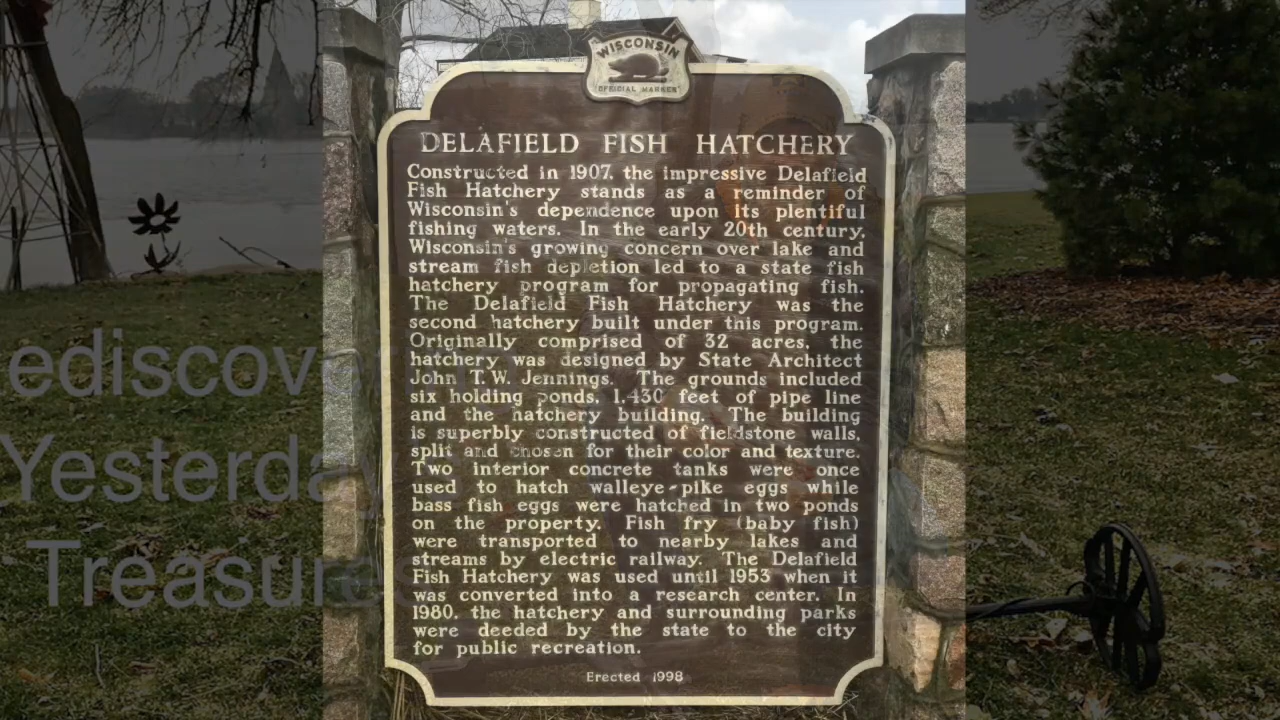 WISCONSIN
OFFICIAL MARKER
DELAFIELD FISH HATCHERY
Constructed in 1907, the impressive Delafield
Fish Hatchery stands as a reminder of
Wisconsin's dependence upon its plentiful
fishing waters. In the early 20th century,
Wisconsin's growing concern over lake and
stream fish depletion led to a state fish
hatchery program for propagating fish.
The Delafield Fish Hatchery was the
second hatchery built under this program.
Originally comprised of 32 acres, the
hatchery was designed by State Architect
John T.W. Jennings. The grounds included
six holding ponds, 1,430 feet of pipe line
and the hatchery building. The building
is superbly constructed of fieldstone walls,
split and chosen for their color and texture.
Two interior concrete tanks were once
used to hatch walleye-pike eggs while
bass fish eggs were hatched in two ponds
on the property. Fish fry (baby fish)
were transported to nearby lakes and
streams by electric railway. The Delafield
Fish Hatchery was used until 1953 when it
was converted into a research center. In
1980, the hatchery and surrounding parks
were deeded by the state to the city
for public recreation.
Erected 1998
ediscov
Yesterda
Treasures